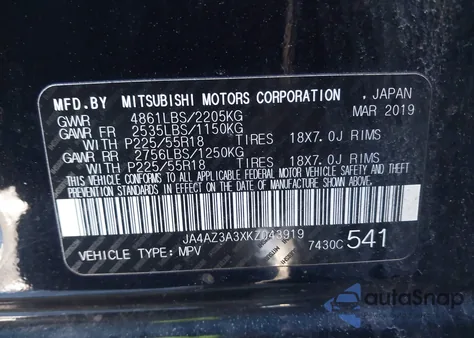 MFD.BY MITSUBISHI MOTORS CORPORATION . JAPAN
GVWR 4861LBS/2205KG MAR 2019
GAWR FR 2535LBS/1150KG
WITH P225/55R18 TIRES 18X7.0J RIMS
GAWR RR 2756LBS/1250KG
WITH P225/55R18 TIRES 18X7.0J RIMS
THIS VEHICLE CONFORMS TO ALL APPLICABLE FEDERAL MOTOR VEHICLE SAFETY, BUMPER, AND THEFT
PREVENTION STANDARDS IN EFFECT ON THE DATE OF MANUFACTURE SHOWN ABOVE.
JA4AZ3A3XKZ043919
VEHICLE TYPE: MPV 7430C 541
autoSnap